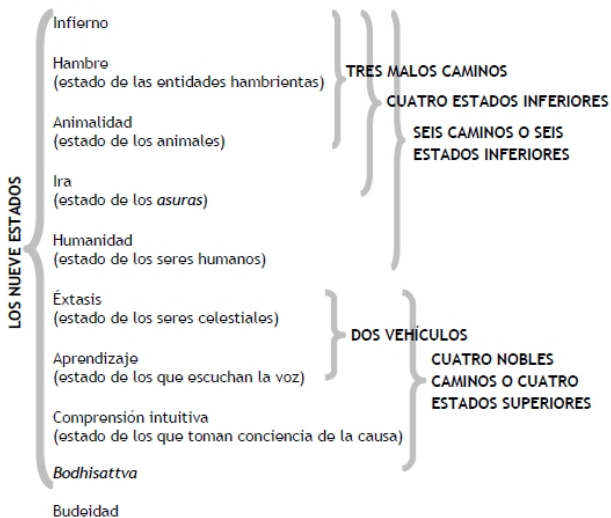 LOS NUEVE ESTADOS
Infierno
Hambre
(estado de las entidades hambrientas)
Animalidad
(estado de los animales)
Ira
(estado de los asuras)
Humanidad
(estado de los seres humanos)
Éxtasis
(estado de los seres celestiales)
Aprendizaje
(estado de los que escuchan la voz)
Comprensión intuitiva
(estado de los que toman conciencia de la causa)
Bodhisattva
Budeidad
TRES MALOS CAMINOS
CUATRO ESTADOS INFERIORES
SEIS CAMINOS O SEIS
ESTADOS INFERIORES
DOS VEHÍCULOS
CUATRO NOBLES
CAMINOS O CUATRO
ESTADOS SUPERIORES